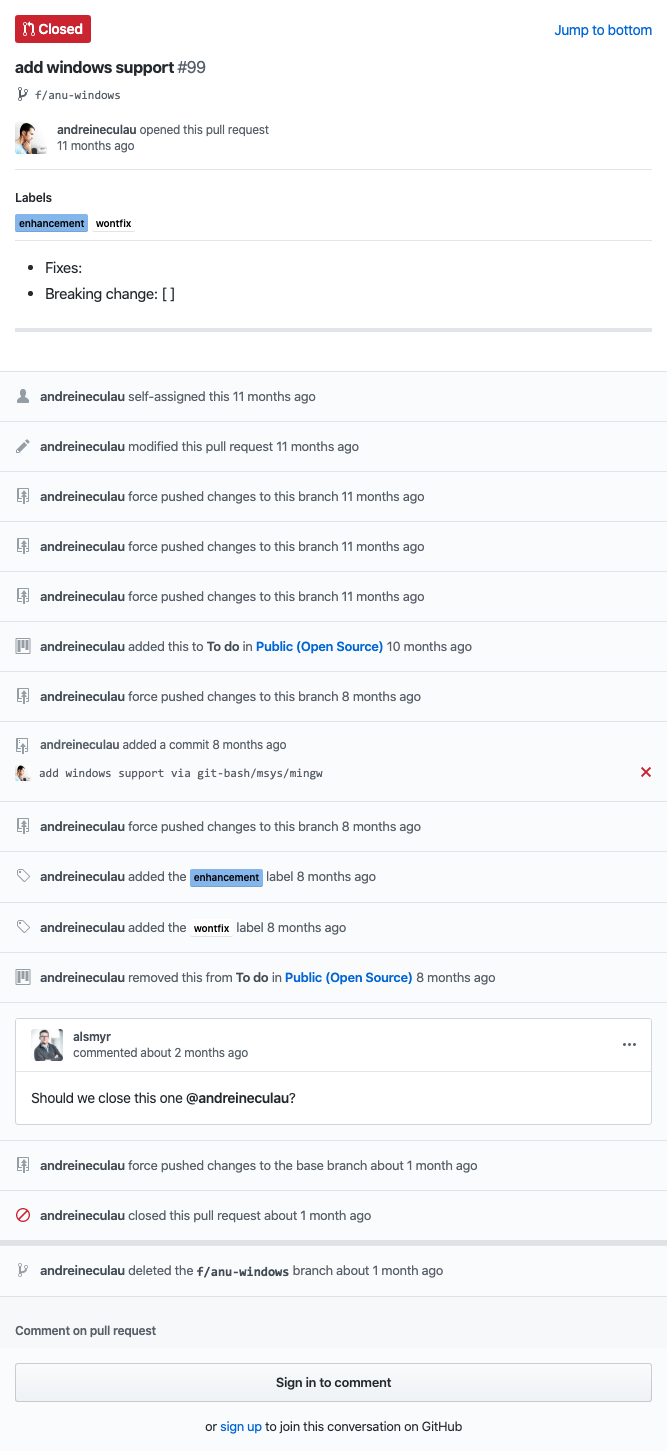 Closed
Jump to bottom
add windows support #99
f/anu-windows
andreineculau opened this pull request
11 months ago
Labels
enhancement wontfix
• Fixes:
• Breaking change: [ ]
andreineculau self-assigned this 11 months ago
andreineculau modified this pull request 11 months ago
andreineculau force pushed changes to this branch 11 months ago
andreineculau force pushed changes to this branch 11 months ago
andreineculau force pushed changes to this branch 11 months ago
andreineculau added this to To do in Public (Open Source) 10 months ago
andreineculau force pushed changes to this branch 8 months ago
andreineculau added a commit 8 months ago
add windows support via git-bash/msys/mingw
andreineculau force pushed changes to this branch 8 months ago
andreineculau added the enhancement label 8 months ago
andreineculau added the wontfix label 8 months ago
andreineculau removed this from To do in Public (Open Source) 8 months ago
alsmyr
commented about 2 months ago
Should we close this one @andreineculau?
andreineculau force pushed changes to the base branch about 1 month ago
andreineculau closed this pull request about 1 month ago
andreineculau deleted the f/anu-windows branch about 1 month ago
Comment on pull request
Sign in to comment
or sign up to join this conversation on GitHub